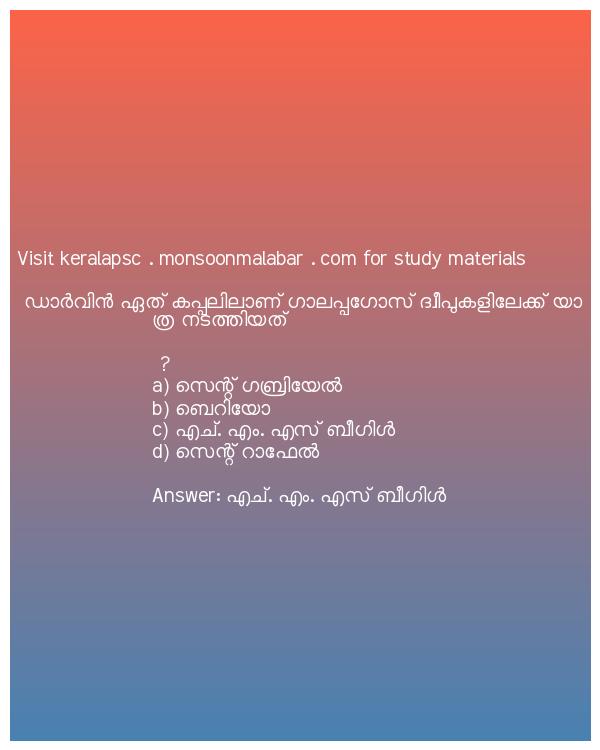 Visit keralapsc . monsoonmalabar . com for study materials
ഡാർവിൻ ഏത് കപ്പലിലാണ് ഗാലപ്പഗോസ് ദ്വീപുകളിലേക്ക് യാ
ത്ര നടത്തിയത്
?
a) സെന്റ് ഗബ്രിയേൽ
b) ബെറിയോ
c) എച്. എം. എസ് ബീഗിൾ
d) സെന്റ് റാഫേൽ
Answer: എച്. എം. എസ് ബീഗിൾ